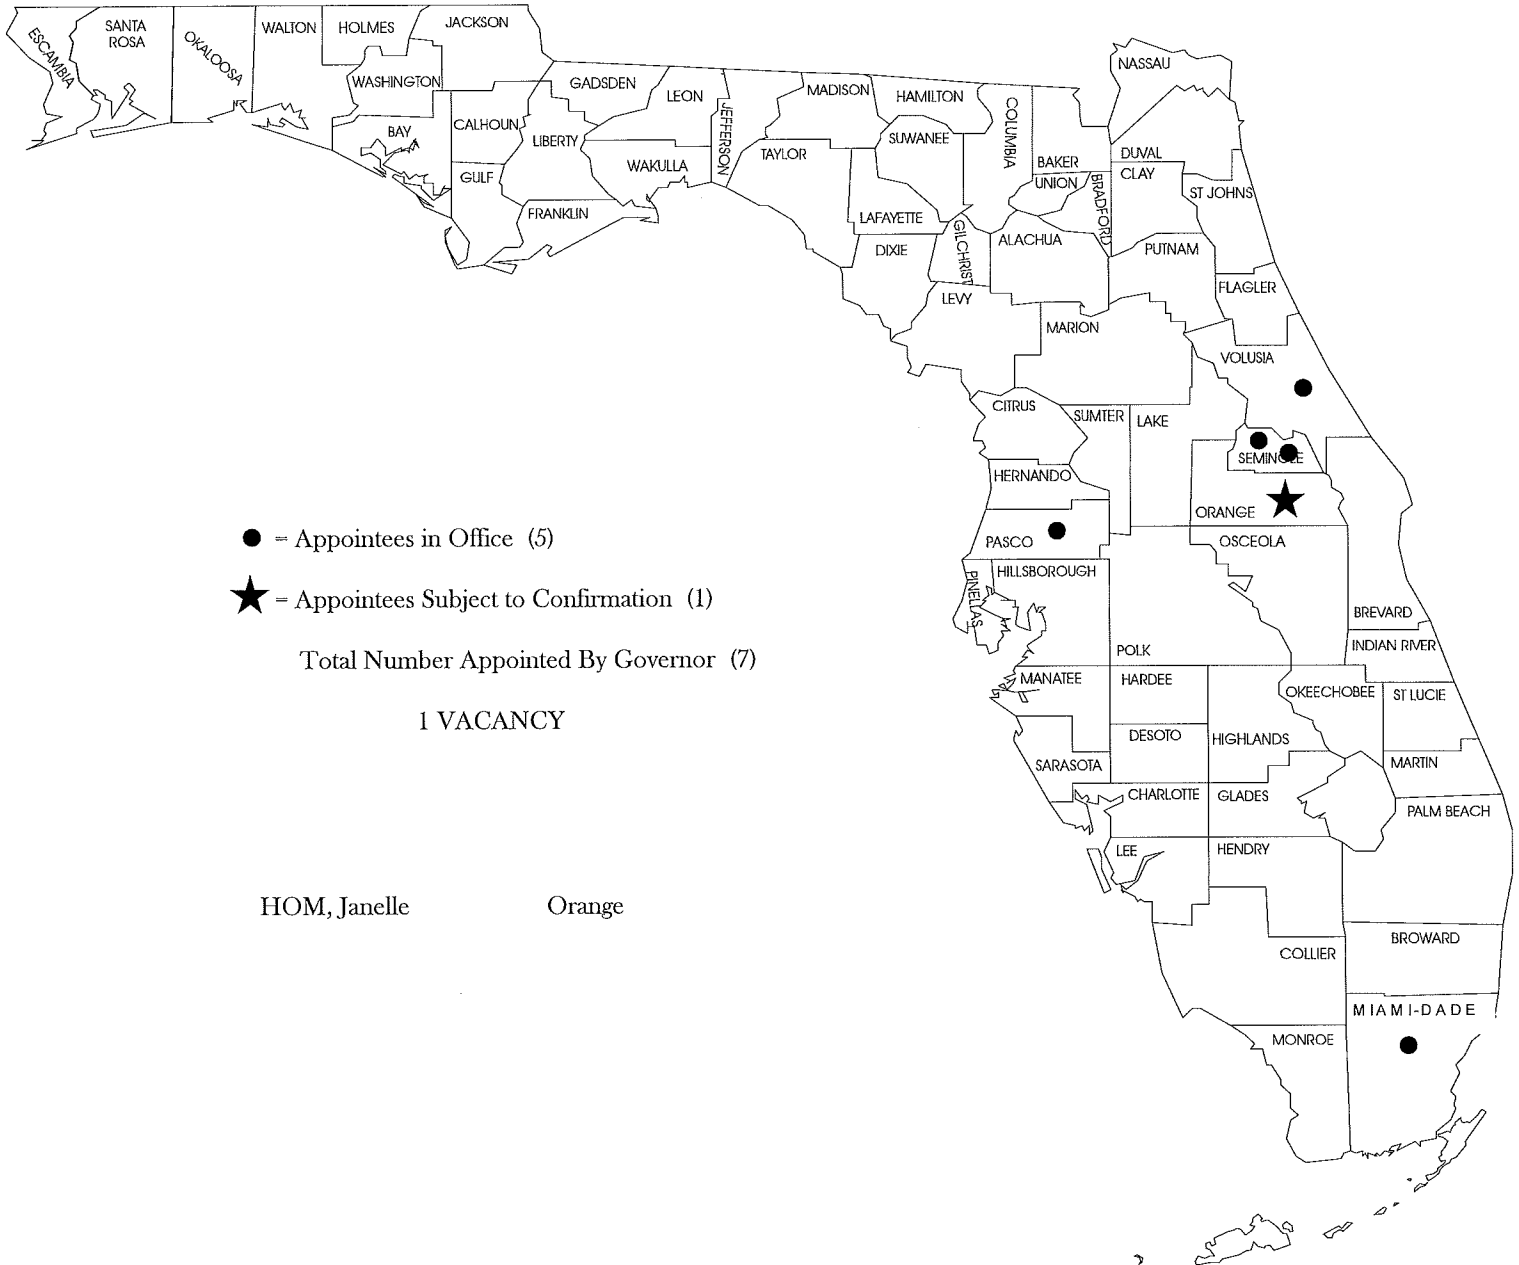 ESCAMBIA
SANTA
ROSA
OKALOOSA
WALTON
HOLMES
JACKSON
WASHINGTON
BAY
CALHOUN
GULF
GADSDEN
LIBERTY
FRANKLIN
LEON
WAKULLA
JEFFERSON
MADISON
TAYLOR
HAMILTON
SUWANEE
LAFAYETTE
DIXIE
COLUMBIA
GILCHRIST
LEVY
NASSAU
BAKER
UNION
BRADFORD
DUVAL
CLAY
ST JOHNS
ALACHUA
PUTNAM
FLAGLER
MARION
VOLUSIA
CITRUS
SUMTER
LAKE
SEMINOLE
HERNANDO
ORANGE
PASCO
OSCEOLA
HILLSBOROUGH
PINELLAS
BREVARD
POLK
INDIAN RIVER
MANATEE
HARDEE
OKEECHOBEE
ST LUCIE
DESOTO
HIGHLANDS
SARASOTA
MARTIN
CHARLOTTE
GLADES
PALM BEACH
LEE
HENDRY
COLLIER
BROWARD
MIAMI-DADE
MONROE
= Appointees in Office (5)
= Appointees Subject to Confirmation (1)
Total Number Appointed By Governor (7)
1 VACANCY
HOM, Janelle Orange